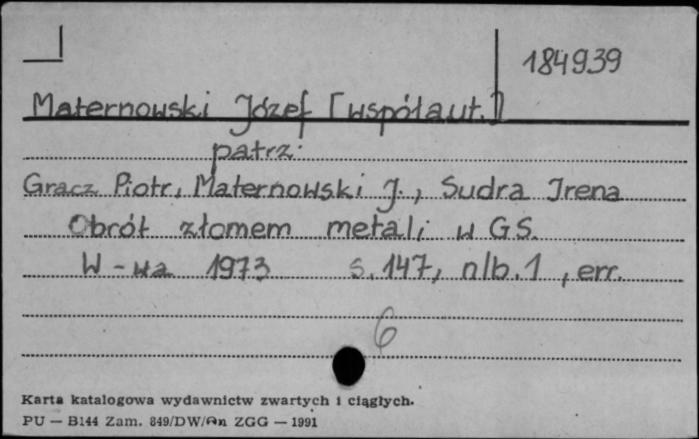 184939
Maternowski Józef [współaut.]
patrz:
Gracz Piotr, Maternowski J., Sudra Irena
Obrót złomem metali w GS.
W-wa 1973 s. 147, nlb. 1, err.
6
Karta katalogowa wydawnictw zwartych i ciągłych.
PU — B144 Zam. 849/DW/An ZGG — 1991